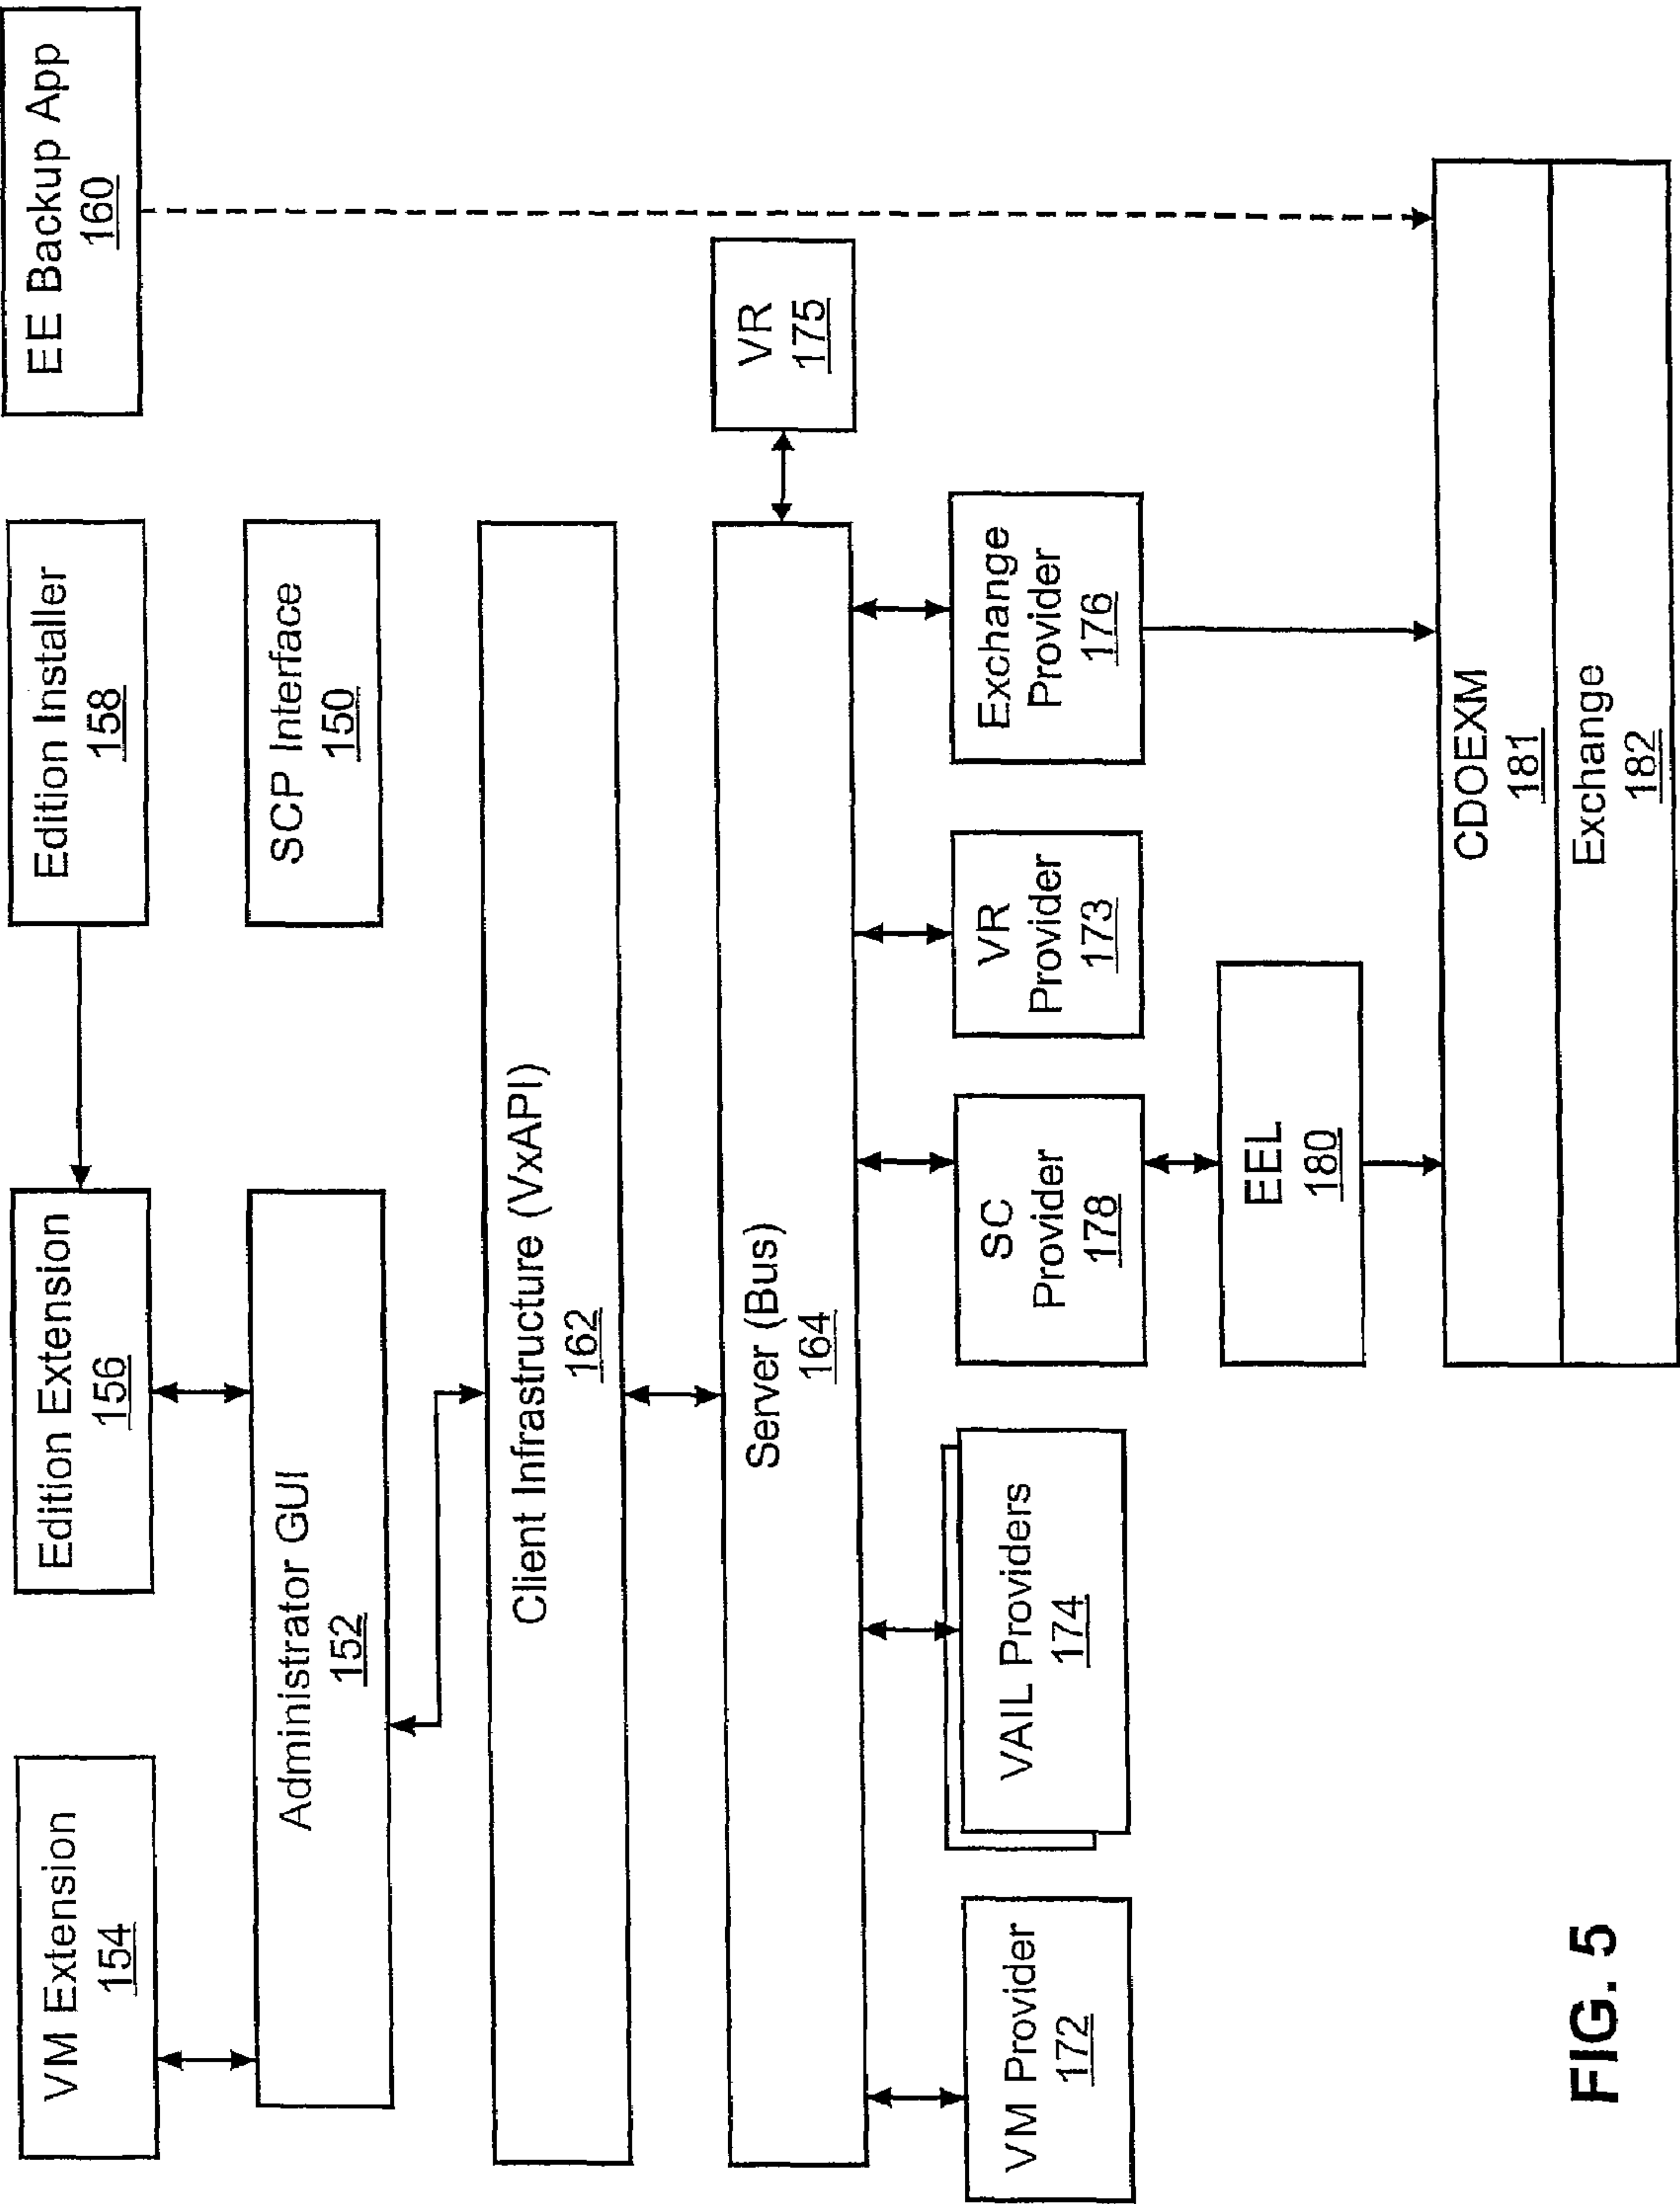 VM Extension
154
Edition Extension
156
Edition Installer
158
EE Backup App
160
Administrator GUI
152
SCP Interface
150
Client Infrastructure (VxAPI)
162
Server (Bus)
164
VR
175
VM Provider
172
VAIL Providers
174
SC
Provider
178
VR
Provider
173
Exchange
Provider
176
EEL
180
CDOEXM
181
Exchange
182
FIG. 5